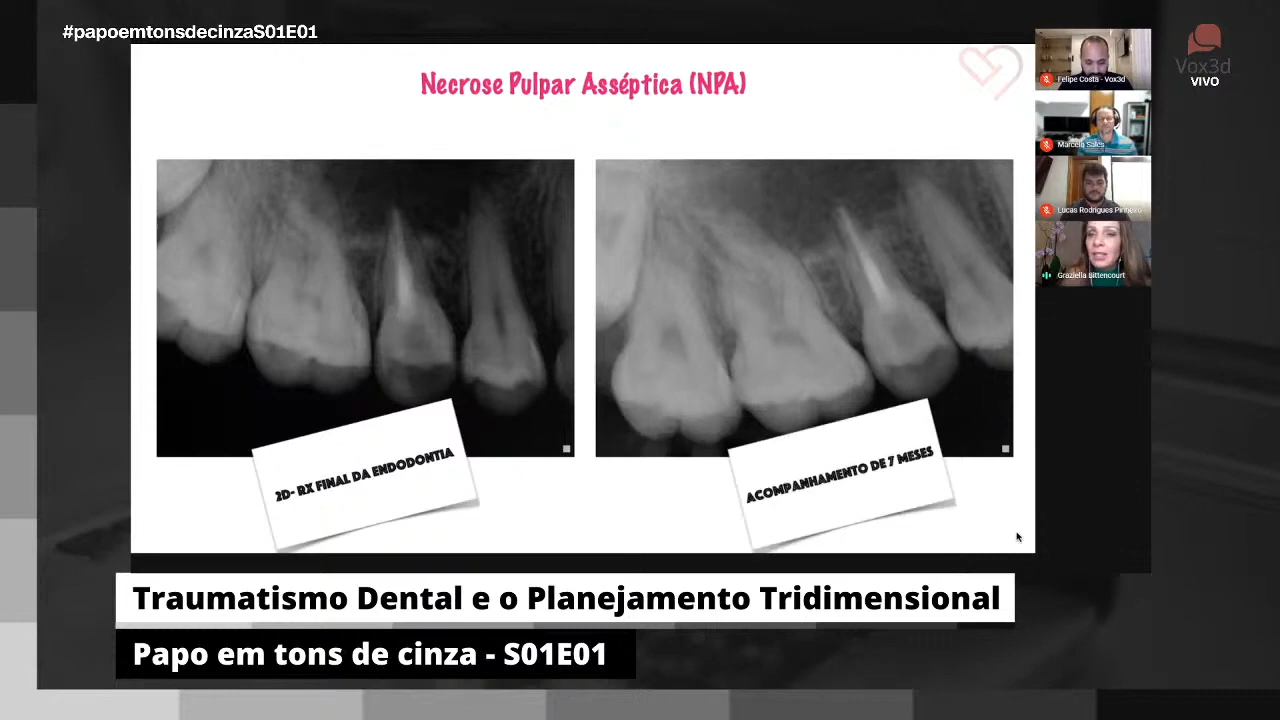 #papoemtonsdecinzaS01E01
Necrose Pulpar Asséptica (NPA)
2D- RX FINAL DA ENDODONTIA
ACOMPANHAMENTO DE 7 MESES
Felipe Costa - Vox3d
Marcelo Sales
Lucas Rodrigues Pinheiro
Graziella Bittencourt
Vox3d
VIVO
Traumatismo Dental e o Planejamento Tridimensional
Papo em tons de cinza - S01E01